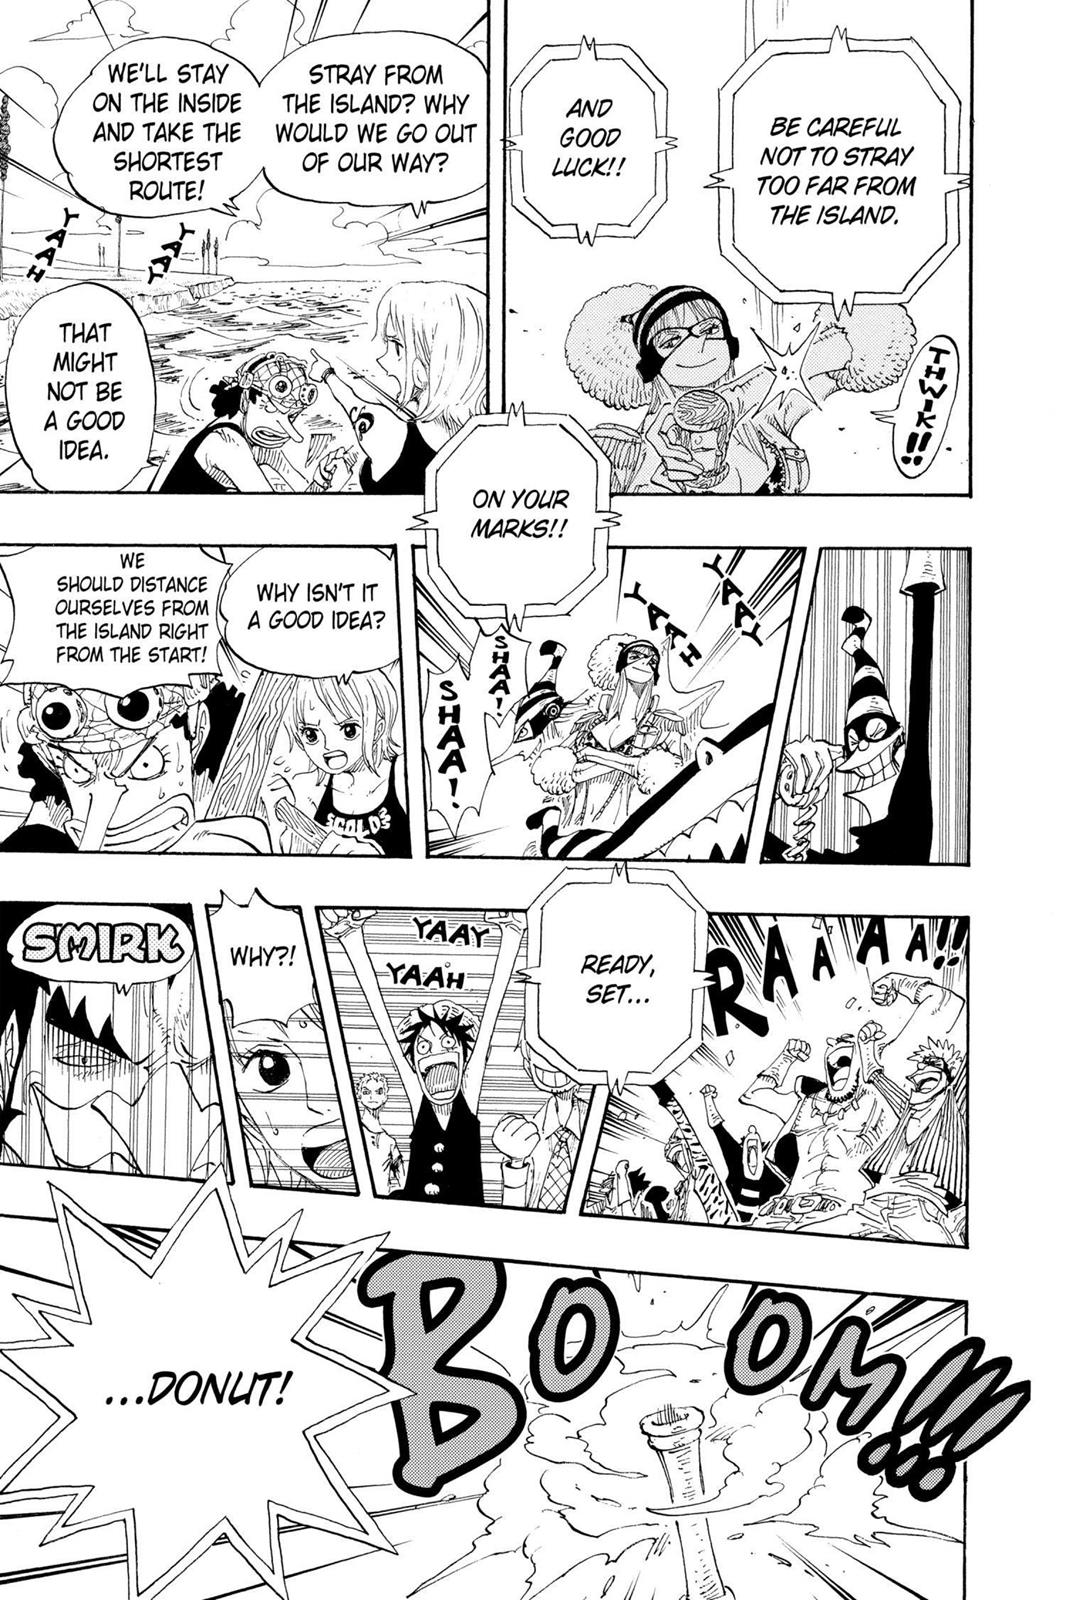 BE CAREFUL
NOT TO STRAY
TOO FAR FROM
THE ISLAND.
AND
GOOD
LUCK!!
THWIK!!
STRAY FROM
THE ISLAND? WHY
WOULD WE GO OUT
OF OUR WAY?
WE'LL STAY
ON THE INSIDE
AND TAKE THE
SHORTEST
ROUTE!
YAAY
YAAH
THAT
MIGHT
NOT BE
A GOOD
IDEA.
ON YOUR
MARKS!!
YAAY
YAAH
SHAA!
SHAA!
WHY ISN'T IT
A GOOD IDEA?
GOLD
WE
SHOULD DISTANCE
OURSELVES FROM
THE ISLAND RIGHT
FROM THE START!
RAAAAA!!
READY,
SET...
YAAY
YAAH
WHY?!
SMIRK
BOOOM!!!
...DONUT!